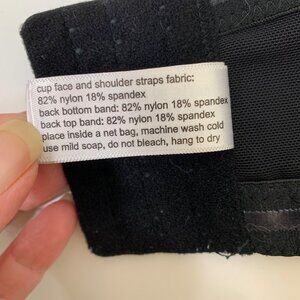 cup face and shoulder straps fabric:
82% nylon 18% spandex
back bottom band: 82% nylon 18% spandex
back top band: 82% nylon 18% spandex
place inside a net bag, machine wash cold
use mild soap, do not bleach, hang to dry